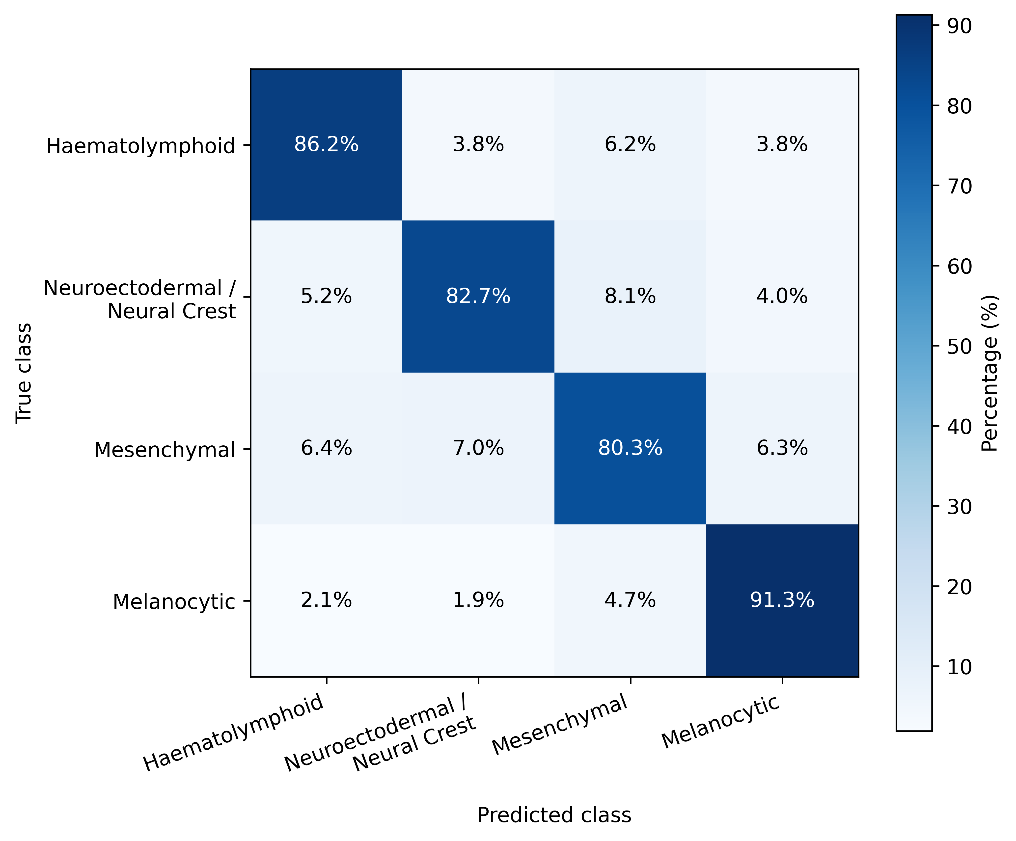 90
80
70
60
50
40
30
20
10
Percentage (%)
True class
Haematolymphoid
86.2% 3.8% 6.2% 3.8%
Neuroectodermal /
Neural Crest
5.2% 82.7% 8.1% 4.0%
Mesenchymal
6.4% 7.0% 80.3% 6.3%
Melanocytic
2.1% 1.9% 4.7% 91.3%
Haematolymphoid
Neuroectodermal /
Neural Crest
Mesenchymal
Melanocytic
Predicted class